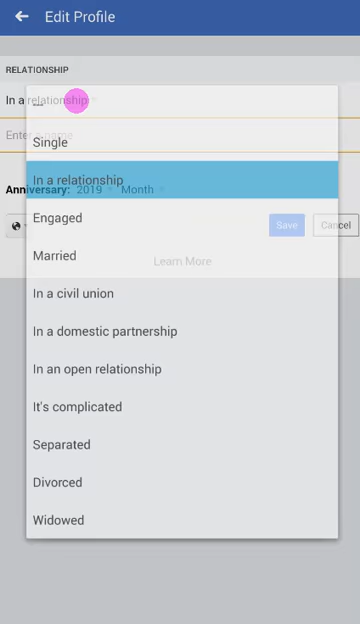 Edit Profile
RELATIONSHIP
In a relationship
---
Enter a name
Single
In a relationship
Anniversary: 2019 Month
Engaged
Save Cancel
Married
Learn More
In a civil union
In a domestic partnership
In an open relationship
It's complicated
Separated
Divorced
Widowed